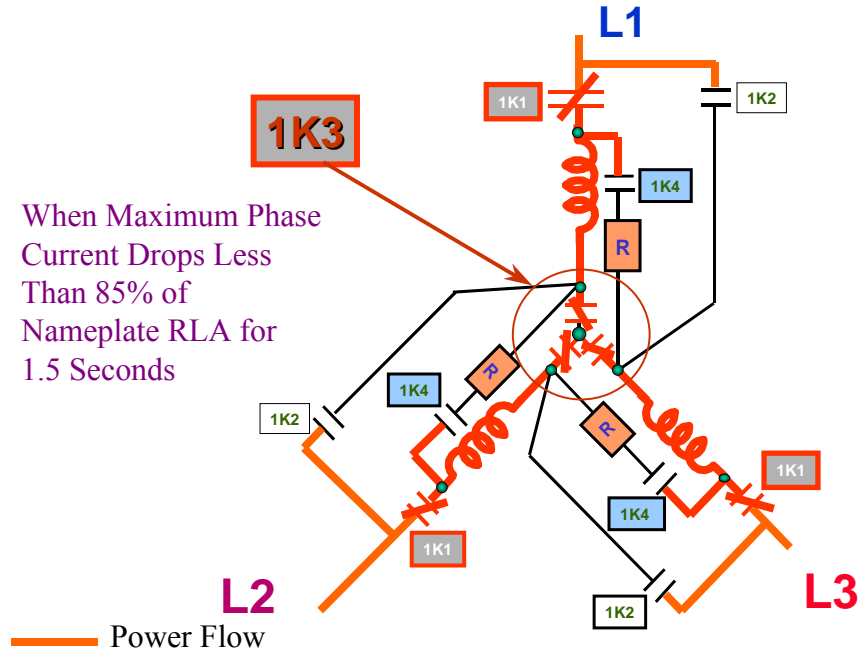 L1
1K1
1K2
1K3
1K4
When Maximum Phase
Current Drops Less
Than 85% of
Nameplate RLA for
1.5 Seconds
R
R
1K4
1K2
R
1K1
1K4
1K1
L2
1K2
L3
Power Flow